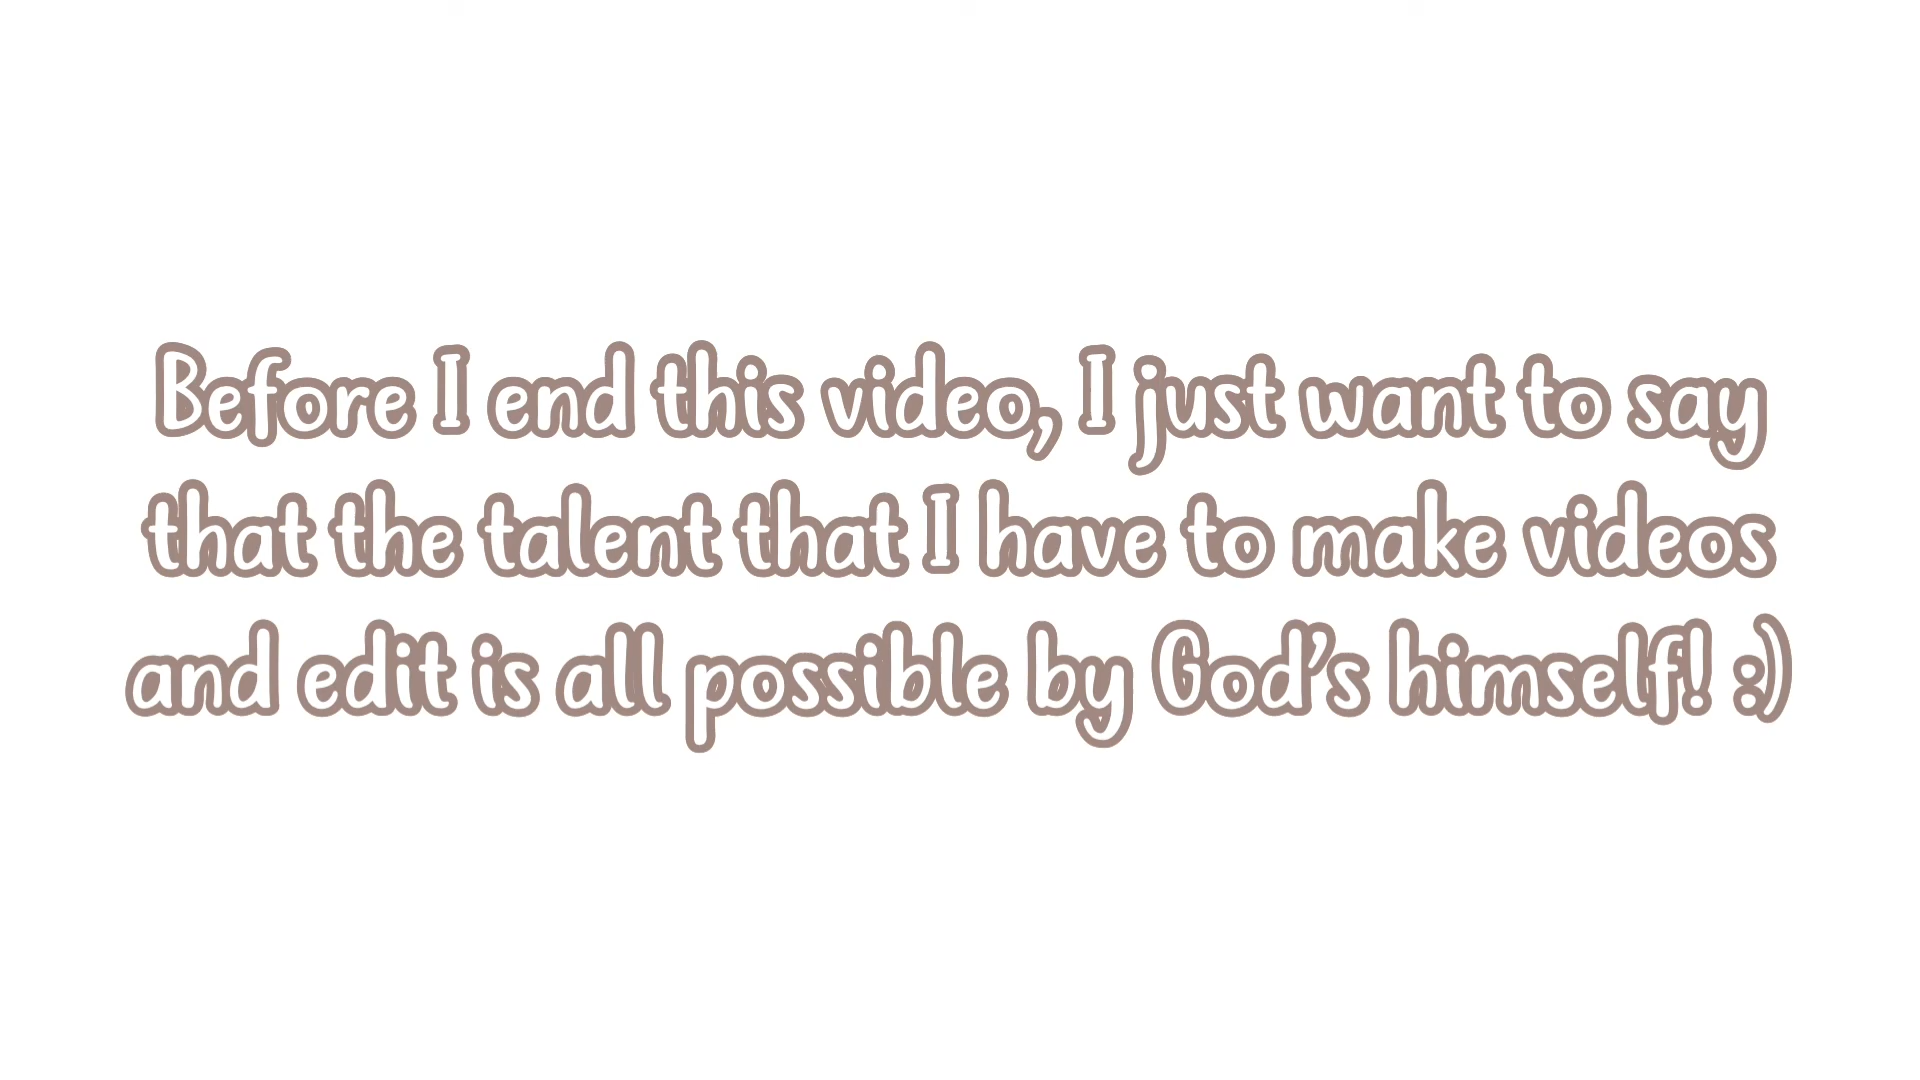 Before I end this video, I just want to say
that the talent that I have to make videos
and edit is all possible by God's himself! :)